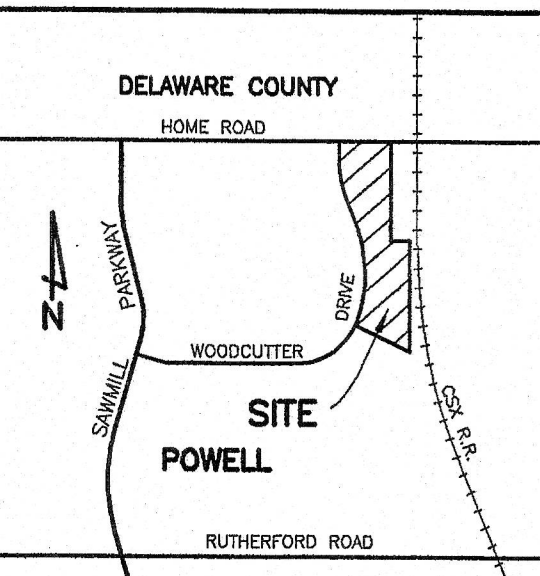 DELAWARE COUNTY
HOME ROAD
SAWMILL PARKWAY
N
WOODCUTTER DRIVE
SITE
POWELL
CSX R.R.
RUTHERFORD ROAD